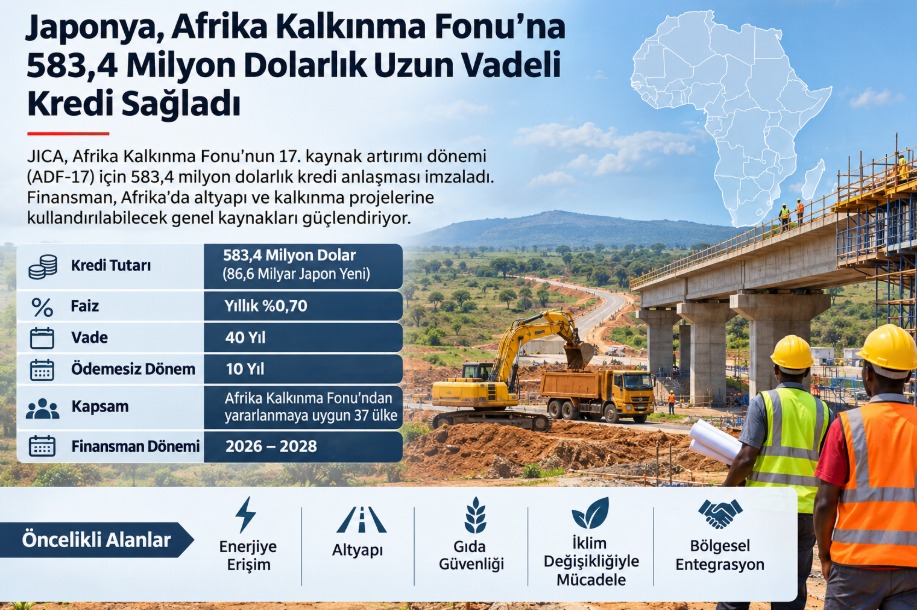 Japonya, Afrika Kalkınma Fonu’na
583,4 Milyon Dolarlık Uzun Vadeli
Kredi Sağladı
JICA, Afrika Kalkınma Fonu’nun 17. kaynak artırımı dönemi
(ADF-17) için 583,4 milyon dolarlık kredi anlaşması imzaladı.
Finansman, Afrika’da altyapı ve kalkınma projelerine
kullandırılabilecek genel kaynakları güçlendiriyor.
Kredi Tutarı
583,4 Milyon Dolar
(86,6 Milyar Japon Yeni)
Faiz
Yıllık %0,70
Vade
40 Yıl
Ödemesiz Dönem
10 Yıl
Kapsam
Afrika Kalkınma Fonu’ndan
yararlanmaya uygun 37 ülke
Finansman Dönemi
2026 – 2028
Öncelikli Alanlar
Enerjiye
Erişim
Altyapı
Gıda
Güvenliği
İklim
Değişikliğiyle
Mücadele
Bölgesel
Entegrasyon